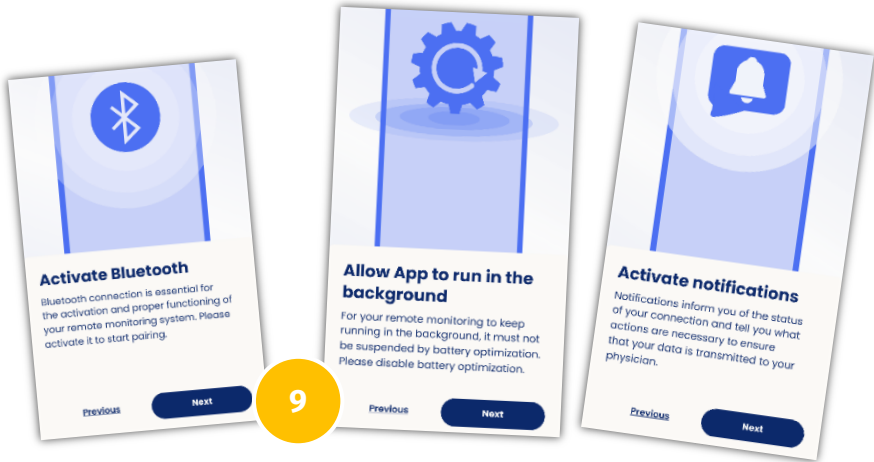 Activate Bluetooth
Bluetooth connection is essential for
the activation and proper functioning of
your remote monitoring system. Please
activate it to start pairing.
Previous
Next
9
Allow App to run in the
background
For your remote monitoring to keep
running in the background, it must not
be suspended by battery optimization.
Please disable battery optimization.
Previous
Next
Activate notifications
Notifications inform you of the status
of your connection and tell you what
actions are necessary to ensure
that your data is transmitted to your
physician.
Previous
Next